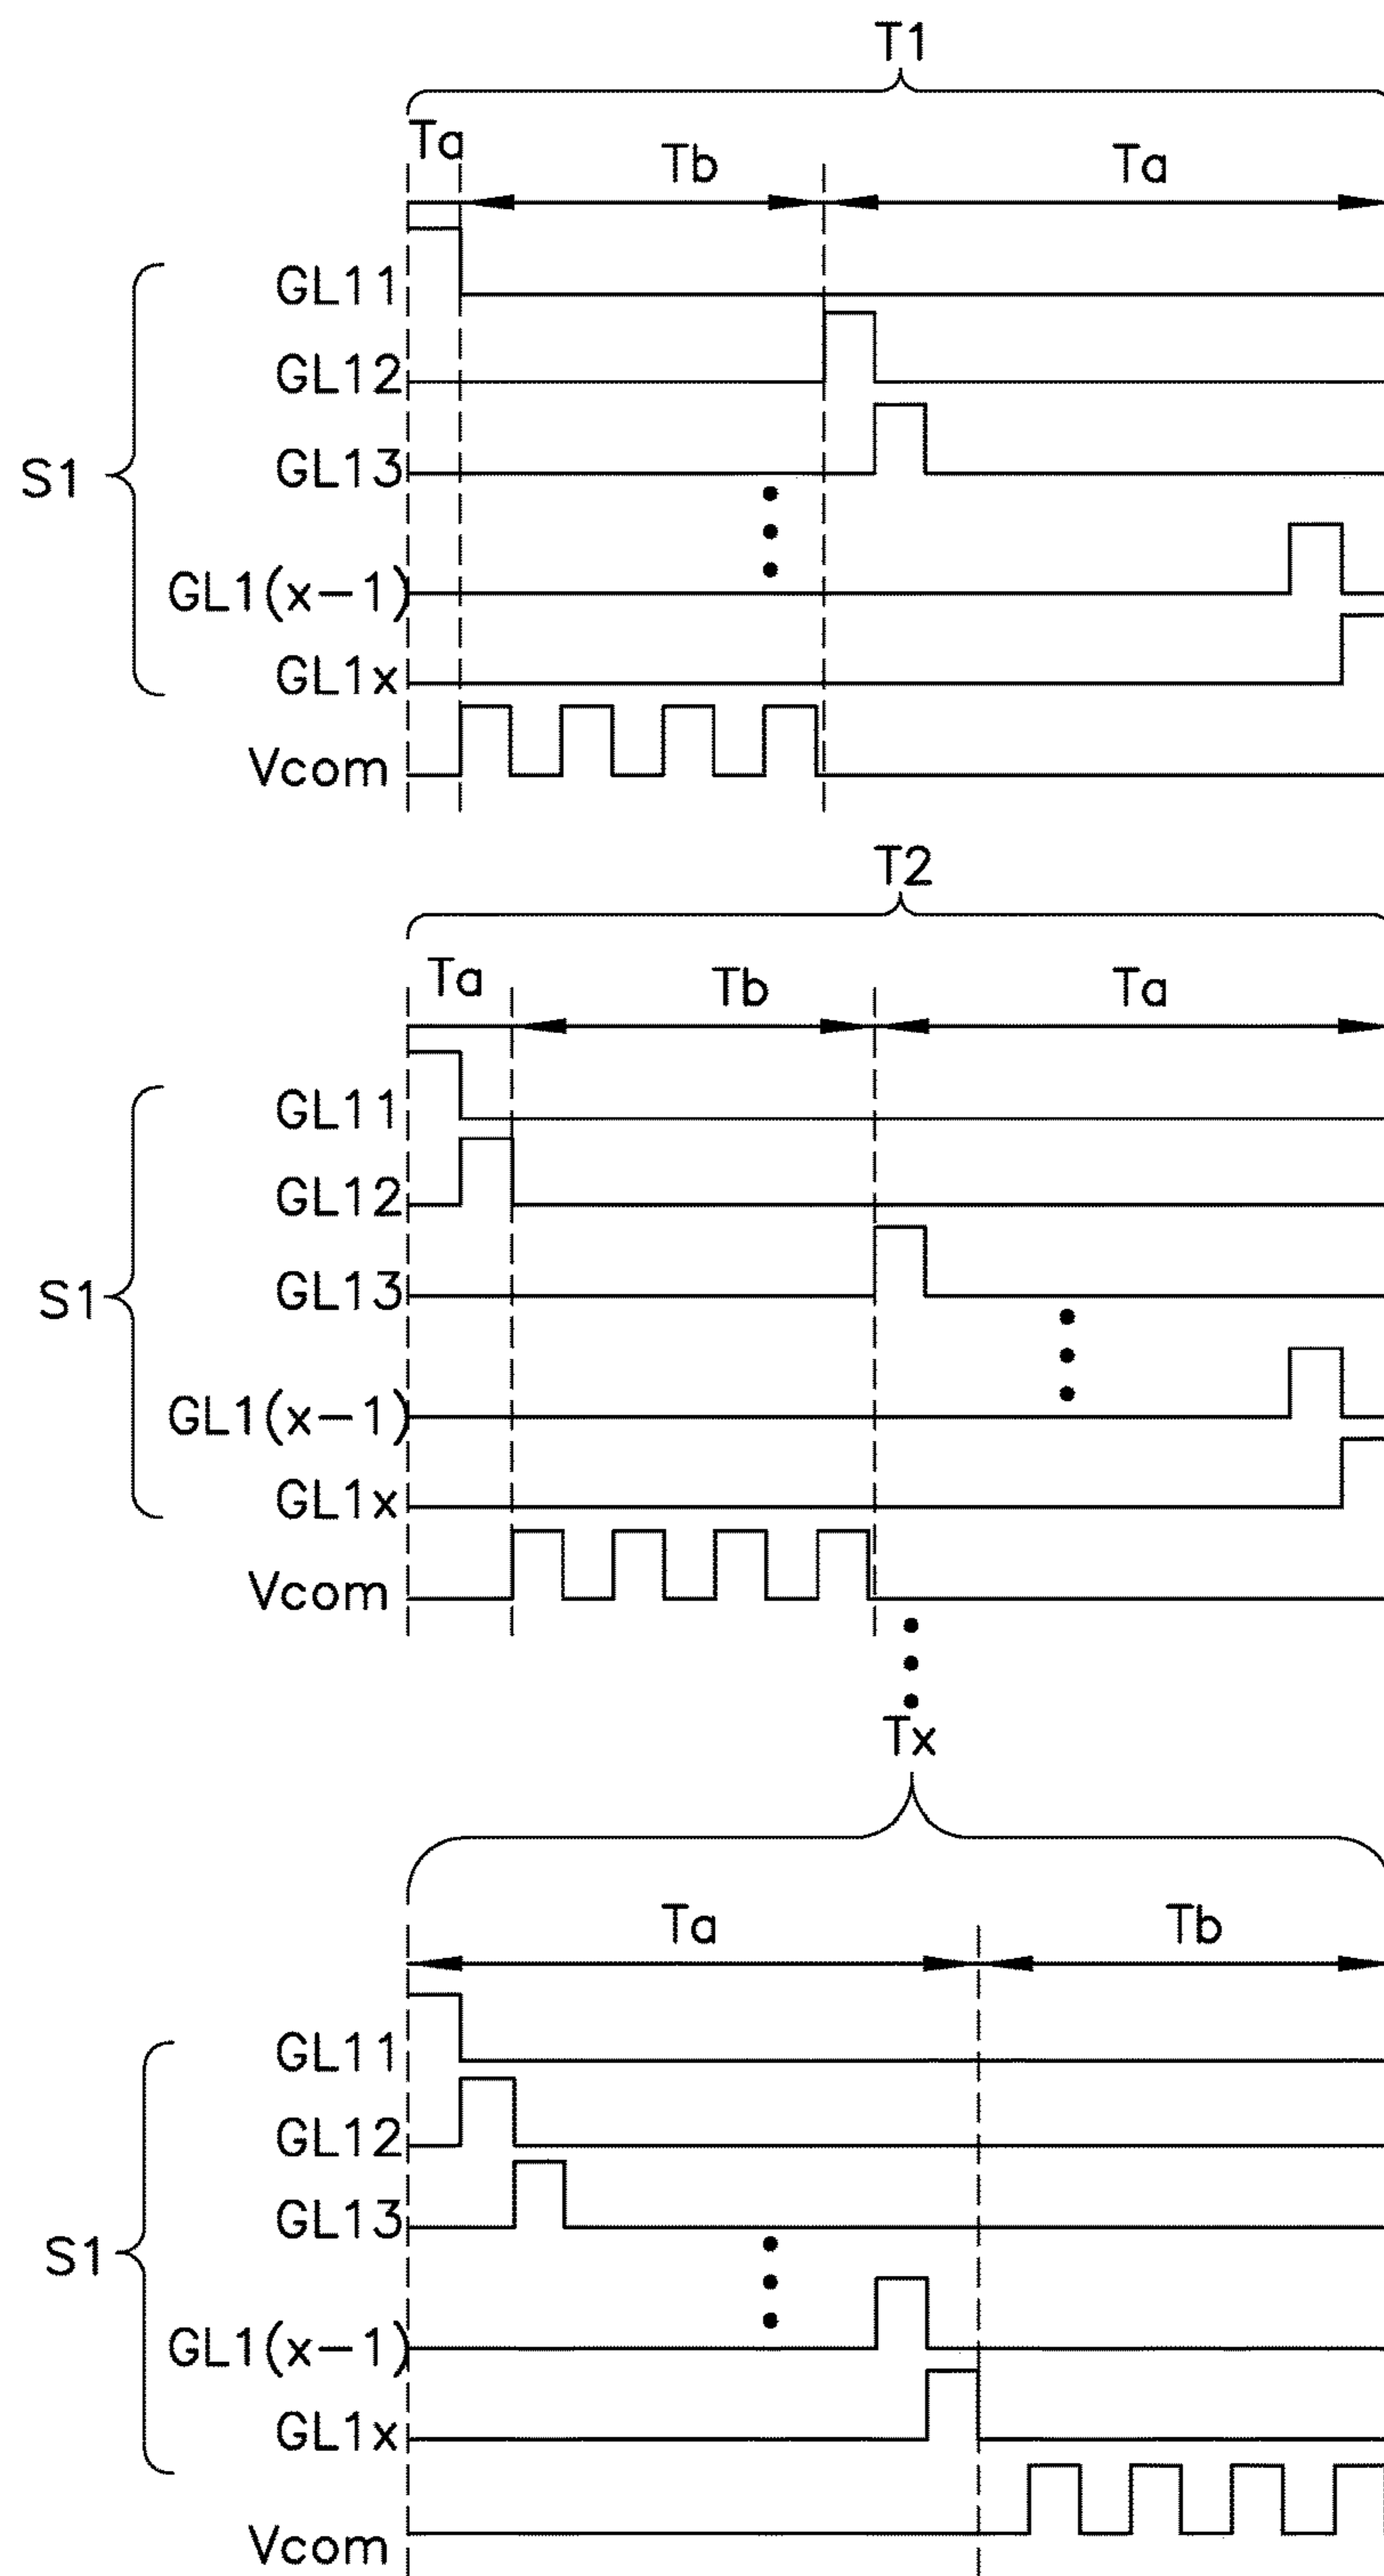 T1
Ta Tb Ta
GL11
GL12
S1
GL13
GL1(x-1)
GL1x
Vcom
T2
Ta Tb Ta
GL11
GL12
S1
GL13
GL1(x-1)
GL1x
Vcom
Tx
Ta Tb
GL11
GL12
GL13
S1
GL1(x-1)
GL1x
Vcom